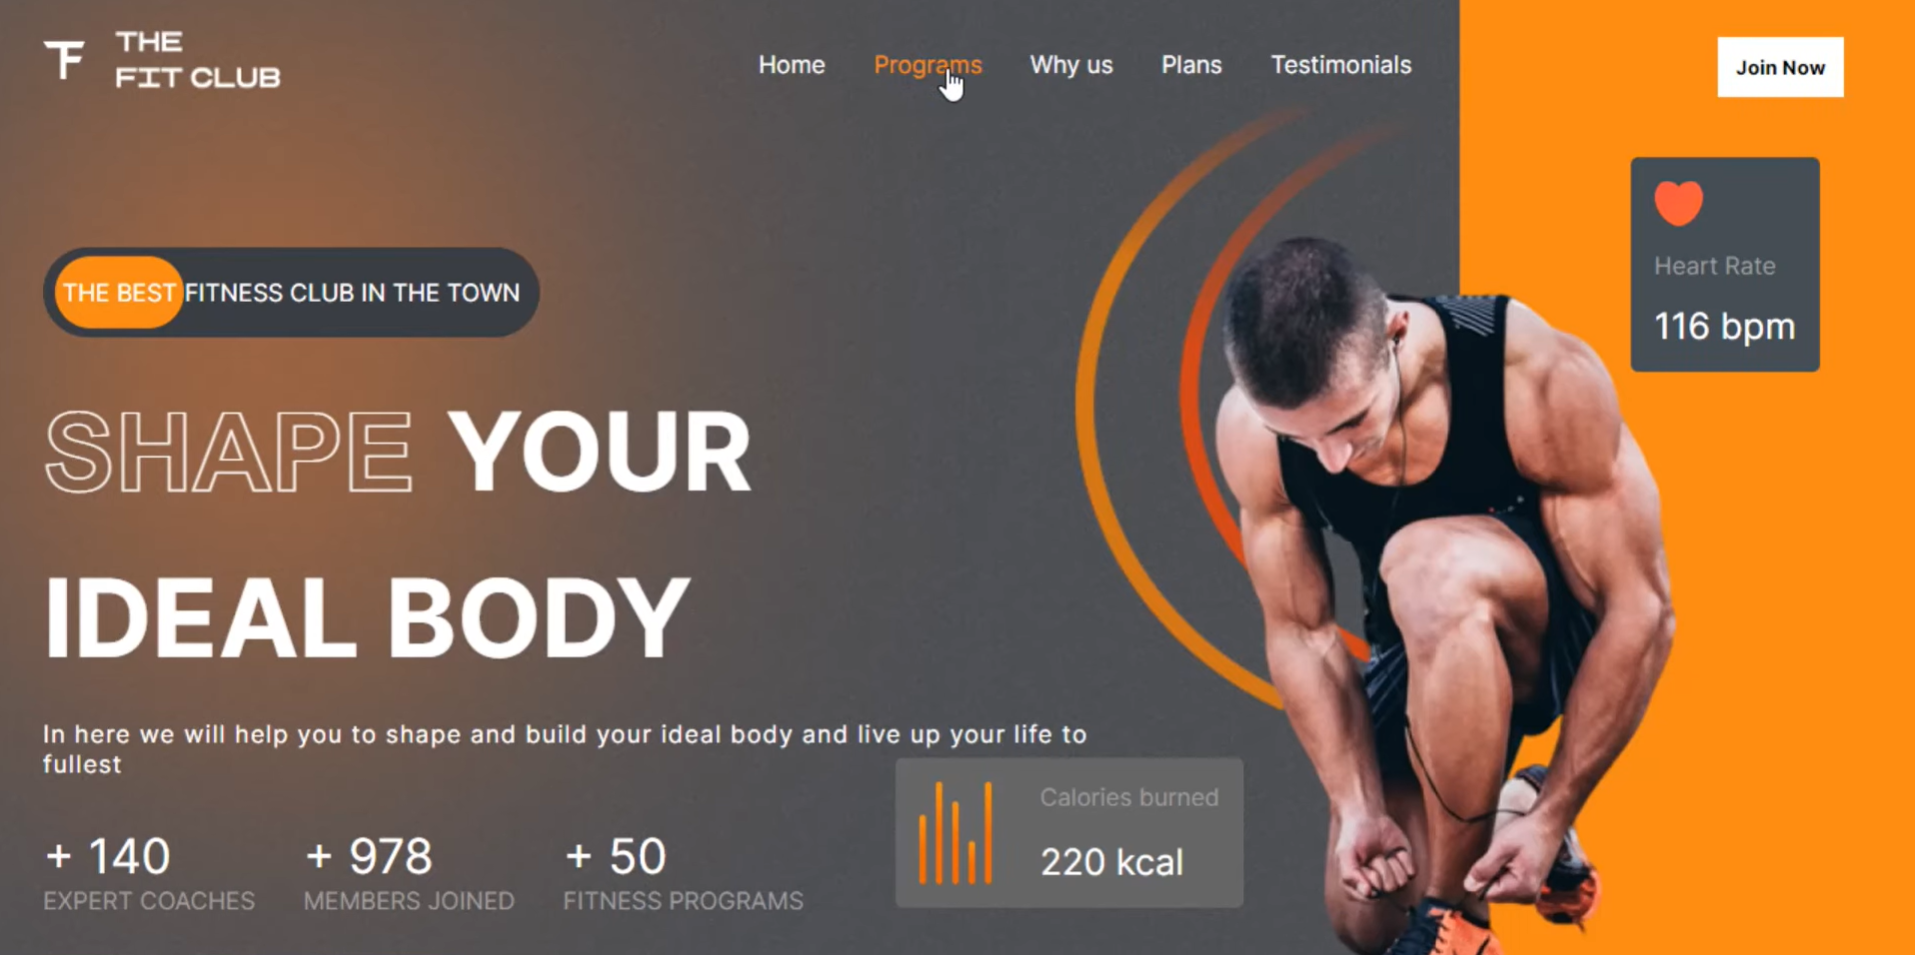 THE
FIT CLUB
Home Programs Why us Plans Testimonials
Join Now
Heart Rate
116 bpm
THE BEST FITNESS CLUB IN THE TOWN
SHAPE YOUR
IDEAL BODY
In here we will help you to shape and build your ideal body and live up your life to
fullest
Calories burned
220 kcal
+ 140 + 978 + 50
EXPERT COACHES MEMBERS JOINED FITNESS PROGRAMS